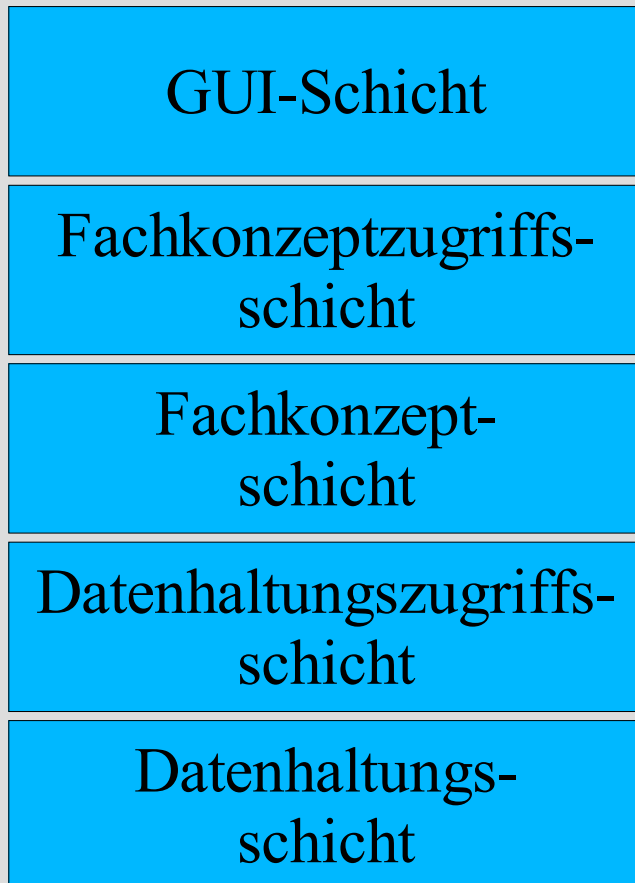 GUI-Schicht
Fachkonzeptzugriffs-
schicht
Fachkonzept-
schicht
Datenhaltungszugriffs-
schicht
Datenhaltungs-
schicht